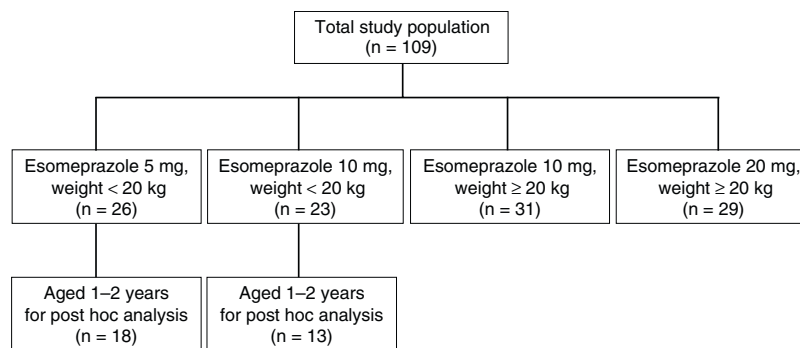 Total study population
(n = 109)
Esomeprazole 5 mg,
weight < 20 kg
(n = 26)
Esomeprazole 10 mg,
weight < 20 kg
(n = 23)
Esomeprazole 10 mg,
weight ≥ 20 kg
(n = 31)
Esomeprazole 20 mg,
weight ≥ 20 kg
(n = 29)
Aged 1–2 years
for post hoc analysis
(n = 18)
Aged 1–2 years
for post hoc analysis
(n = 13)